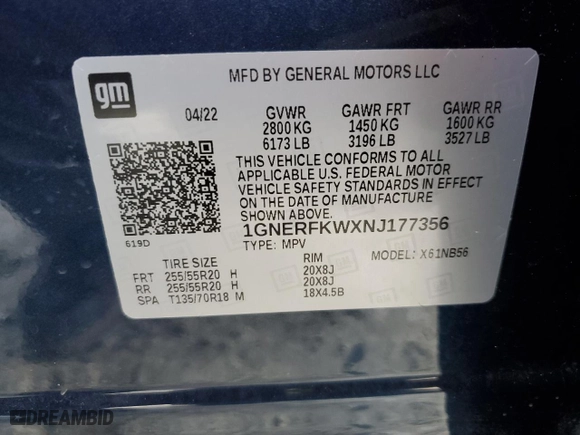 gm
MFD BY GENERAL MOTORS LLC
04/22 GVWR GAWR FRT GAWR RR
2800 KG 1450 KG 1600 KG
6173 LB 3196 LB 3527 LB
THIS VEHICLE CONFORMS TO ALL
APPLICABLE U.S. FEDERAL MOTOR
VEHICLE SAFETY STANDARDS IN EFFECT
ON THE DATE OF MANUFACTURE
SHOWN ABOVE.
1GNERFKWXNJ177356
619D
TYPE: MPV MODEL: X61NB56
TIRE SIZE RIM
FRT 255/55R20 H 20X8J
RR 255/55R20 H 20X8J
SPA T135/70R18 M 18X4.5B
DREAMBID